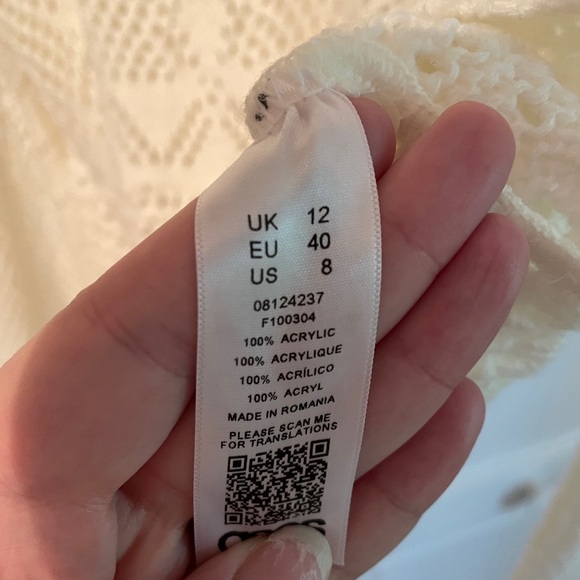 UK 12
EU 40
US 8
08124237
F100304
100% ACRYLIC
100% ACRYLIQUE
100% ACRÍLICO
100% ACRYL
MADE IN ROMANIA
PLEASE SCAN ME
FOR TRANSLATIONS